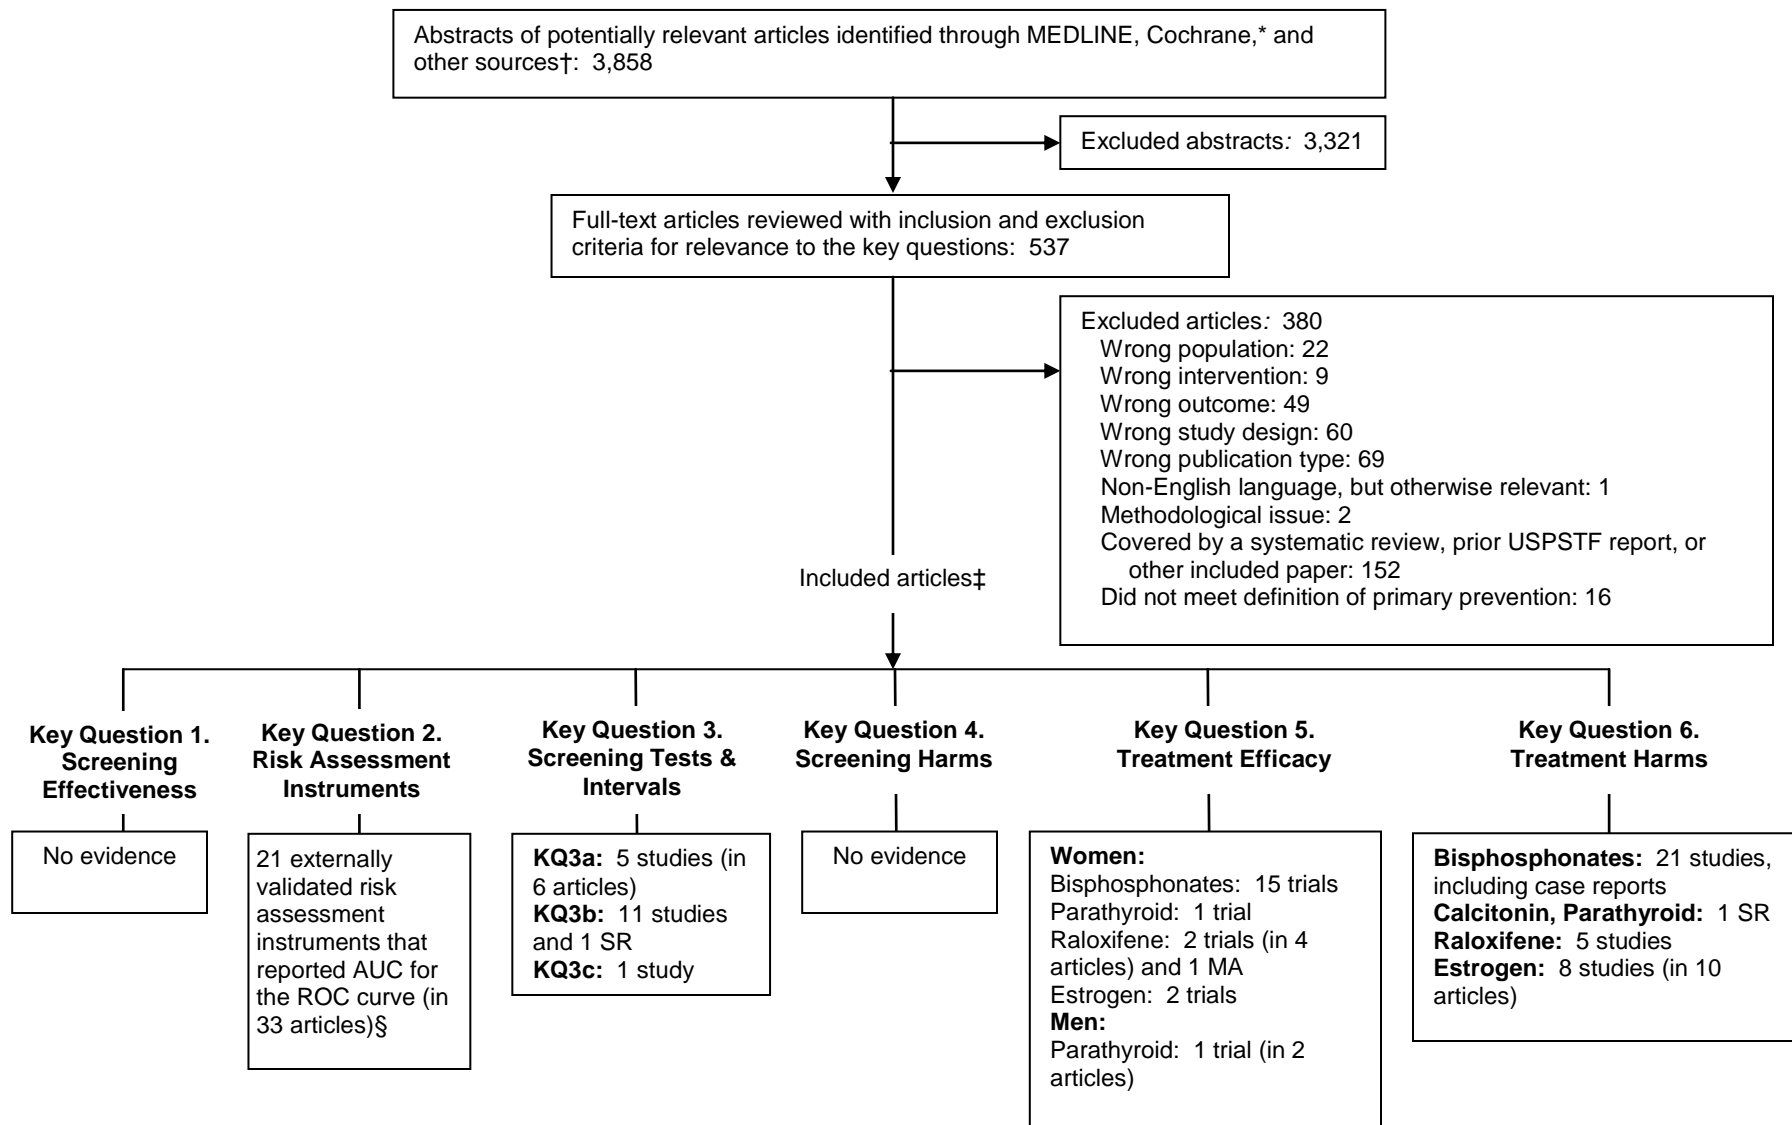 Abstracts of potentially relevant articles identified through MEDLINE, Cochrane,* and
other sources†:  3,858
Excluded abstracts:  3,321
Full-text articles reviewed with inclusion and exclusion
criteria for relevance to the key questions:  537
Excluded articles:  380
Wrong population: 22
Wrong intervention: 9
Wrong outcome: 49
Wrong study design: 60
Wrong publication type: 69
Non-English language, but otherwise relevant: 1
Methodological issue: 2
Covered by a systematic review, prior USPSTF report, or
other included paper: 152
Did not meet definition of primary prevention: 16
Included articles‡
Key Question 1.
Screening
Effectiveness
No evidence
Key Question 2.
Risk Assessment
Instruments
21 externally
validated risk
assessment
instruments that
reported AUC for
the ROC curve (in
33 articles)§
Key Question 3.
Screening Tests &
Intervals
KQ3a:  5 studies (in
6 articles)
KQ3b:  11 studies
and 1 SR
KQ3c:  1 study
Key Question 4.
Screening Harms
No evidence
Key Question 5.
Treatment Efficacy
Women:
Bisphosphonates:  15 trials
Parathyroid:  1 trial
Raloxifene:  2 trials (in 4
articles) and 1 MA
Estrogen:  2 trials
Men:
Parathyroid:  1 trial (in 2
articles)
Key Question 6.
Treatment Harms
Bisphosphonates:  21 studies,
including case reports
Calcitonin, Parathyroid:  1 SR
Raloxifene:  5 studies
Estrogen:  8 studies (in 10
articles)